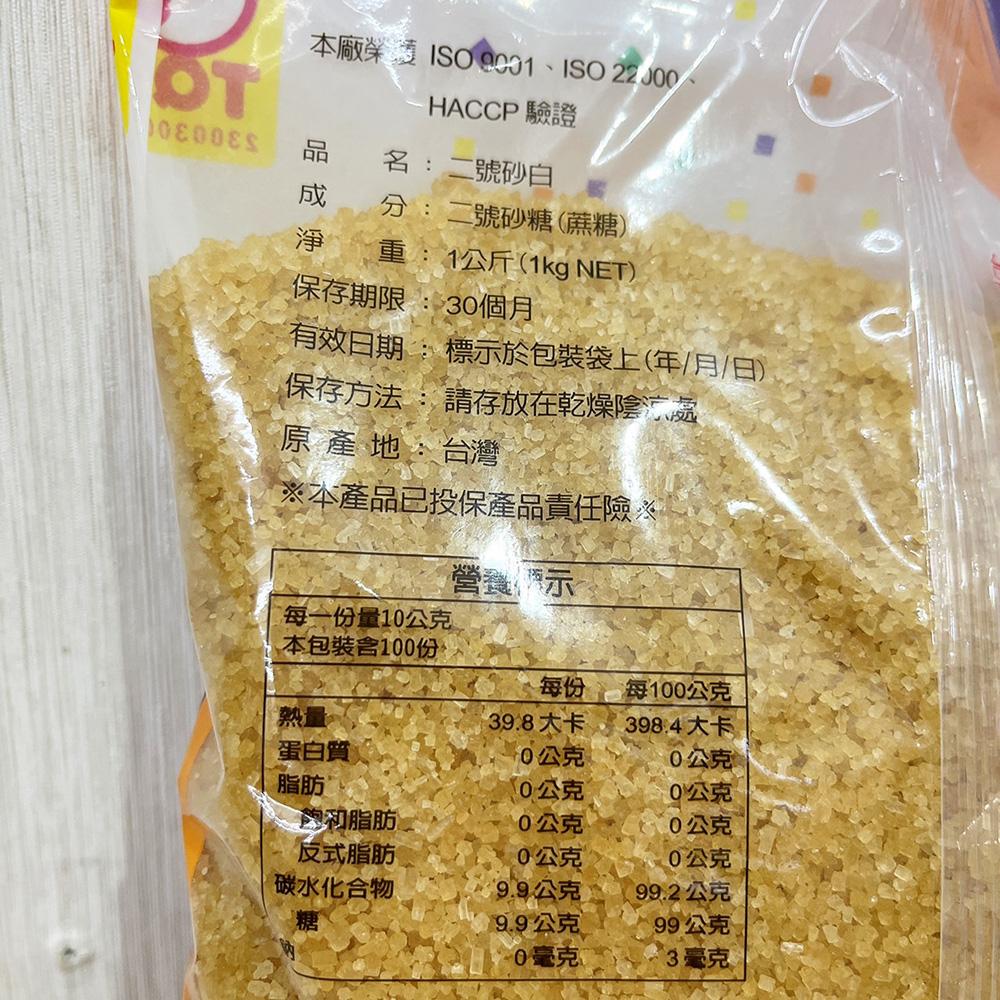 本廠榮獲 ISO 9001、ISO 22000、
HACCP 驗證
品名：二號砂白
成分：二號砂糖(蔗糖)
淨重：1公斤(1kg NET)
保存期限：30個月
有效日期：標示於包裝袋上(年/月/日)
保存方法：請存放在乾燥陰涼處
原產地：台灣
※本產品已投保產品責任險※
營養標示
每一份量10公克
本包裝含100份
每份 每100公克
熱量 39.8 大卡 398.4 大卡
蛋白質 0 公克 0 公克
脂肪 0 公克 0 公克
飽和脂肪 0 公克 0 公克
反式脂肪 0 公克 0 公克
碳水化合物 9.9 公克 99.2 公克
糖 9.9 公克 99 公克
鈉 0 毫克 3 毫克